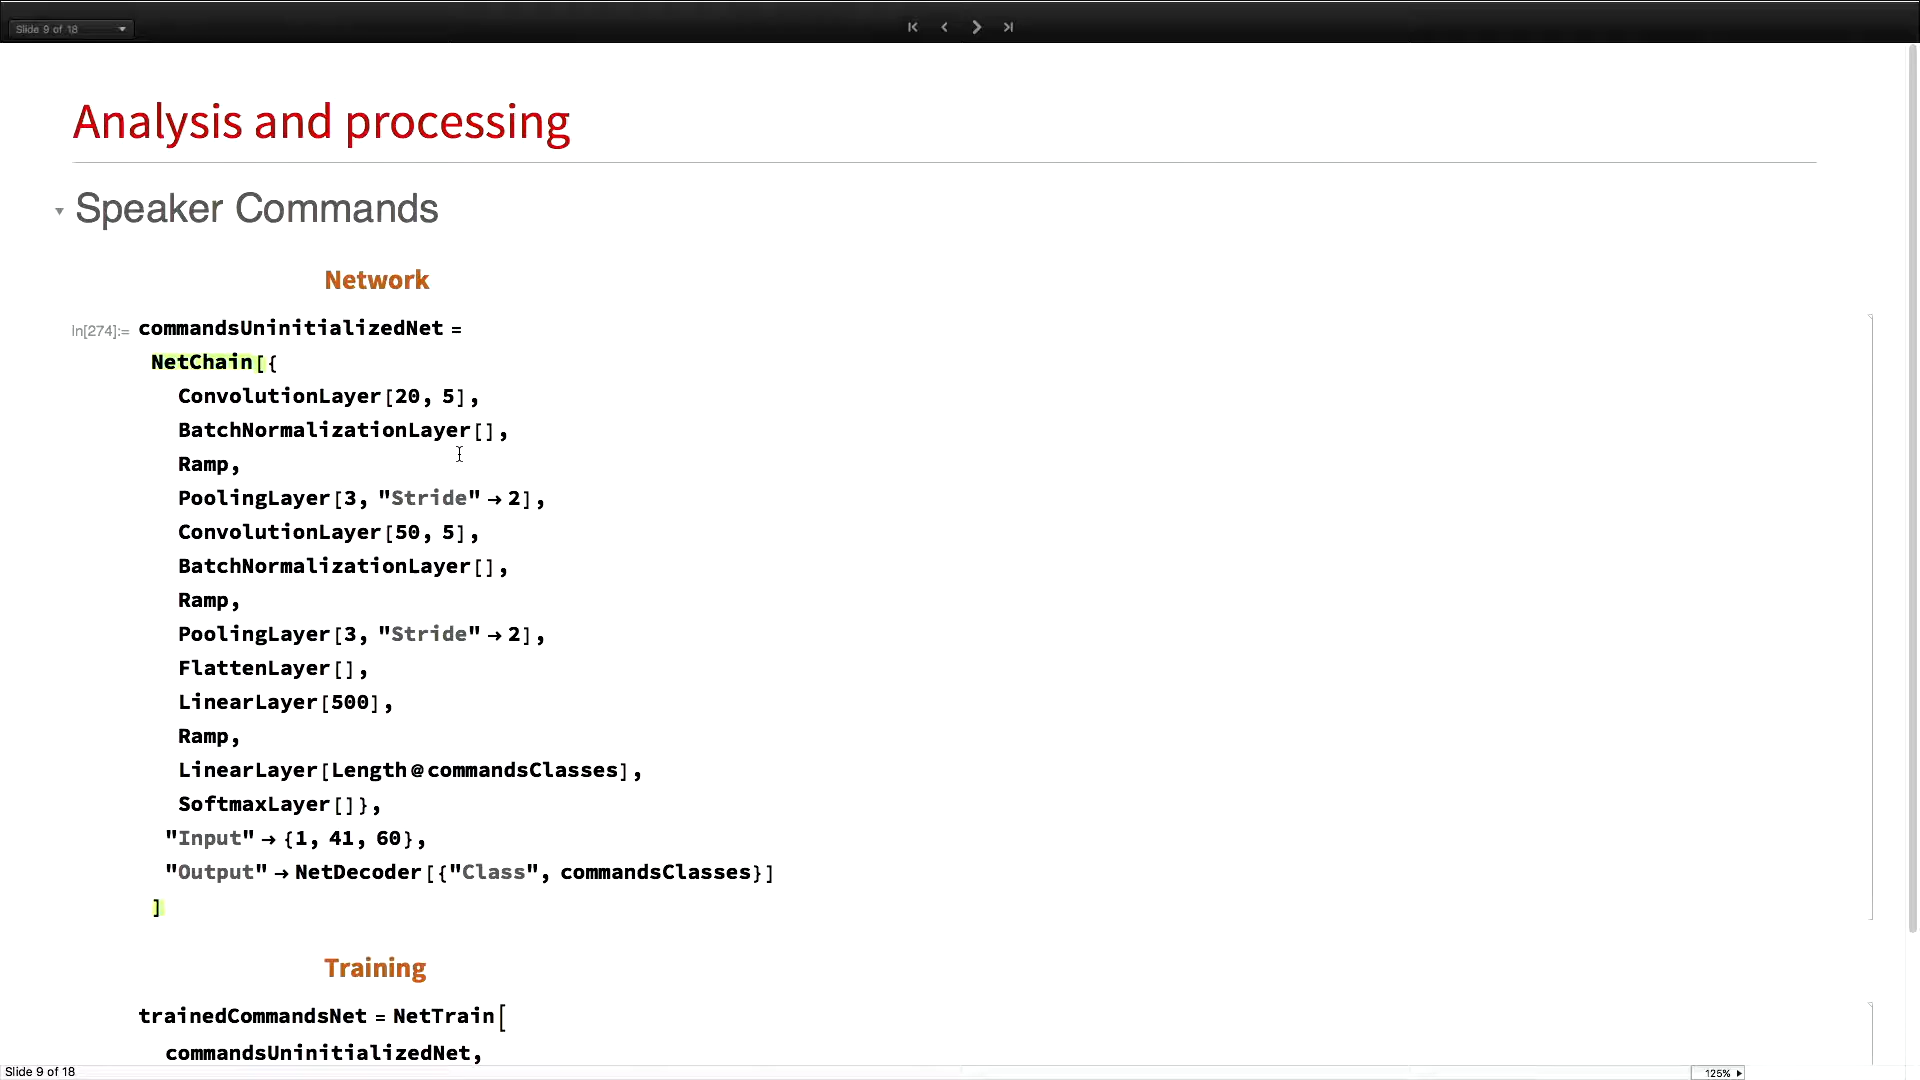 Slide 9 of 18
Analysis and processing
Speaker Commands
Network
In[274]:= commandsUninitializedNet =
NetChain[{
ConvolutionLayer[20, 5],
BatchNormalizationLayer[],
Ramp,
PoolingLayer[3, "Stride" → 2],
ConvolutionLayer[50, 5],
BatchNormalizationLayer[],
Ramp,
PoolingLayer[3, "Stride" → 2],
FlattenLayer[],
LinearLayer[500],
Ramp,
LinearLayer[Length@commandsClasses],
SoftmaxLayer[]},
"Input" → {1, 41, 60},
"Output" → NetDecoder[{"Class", commandsClasses}]
]
Training
trainedCommandsNet = NetTrain[
commandsUninitializedNet,
Slide 9 of 18
125%